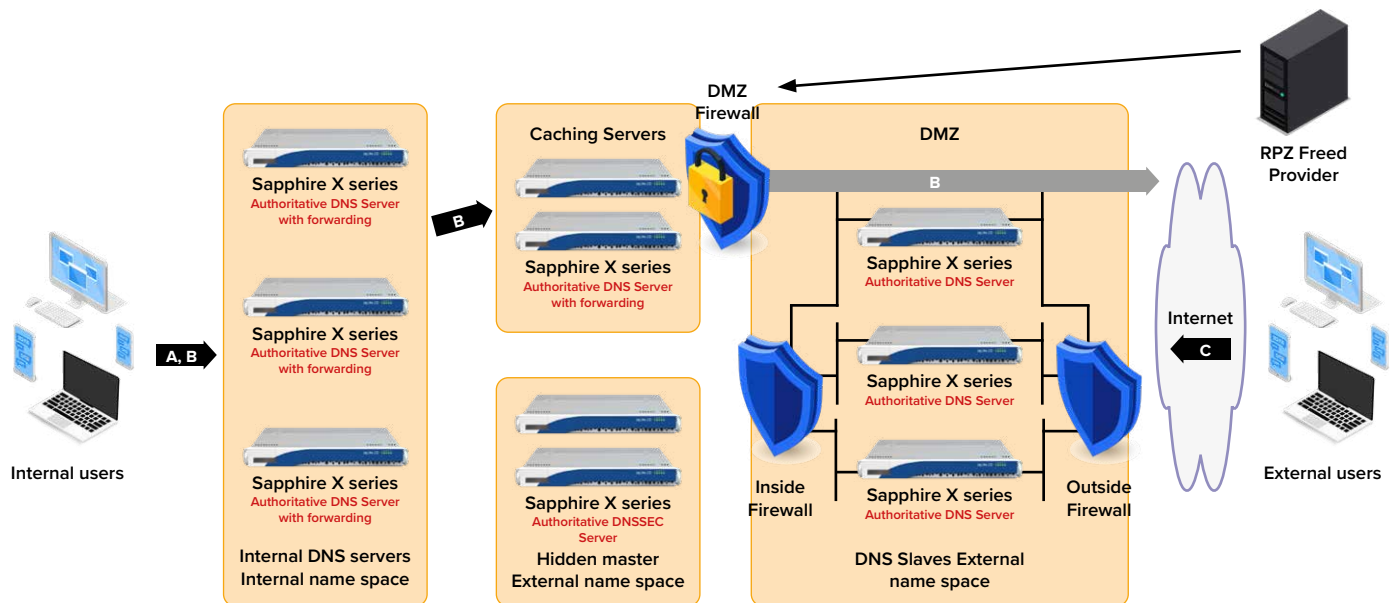 DMZ
Firewall
Caching Servers
DMZ
RPZ Freed
Provider
Sapphire X series
Authoritative DNS Server
with forwarding
B
B
Sapphire X series
Authoritative DNS Server
with forwarding
Sapphire X series
Authoritative DNS Server
Sapphire X series
Authoritative DNS Server
with forwarding
Internet
A, B
C
Sapphire X series
Authoritative DNS Server
Internal users
External users
Sapphire X series
Authoritative DNS Server
with forwarding
Sapphire X series
Authoritative DNSSEC
Server
Inside
Firewall
Sapphire X series
Authoritative DNS Server
Outside
Firewall
Internal DNS servers
Internal name space
Hidden master
External name space
DNS Slaves External
name space